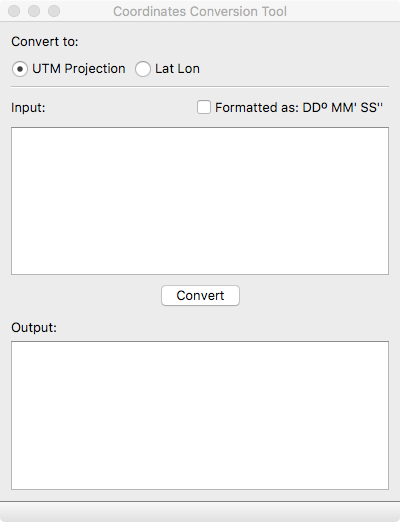 Coordinates Conversion Tool
Convert to:
UTM Projection Lat Lon
Input: Formatted as: DDº MM' SS''
Convert
Output: